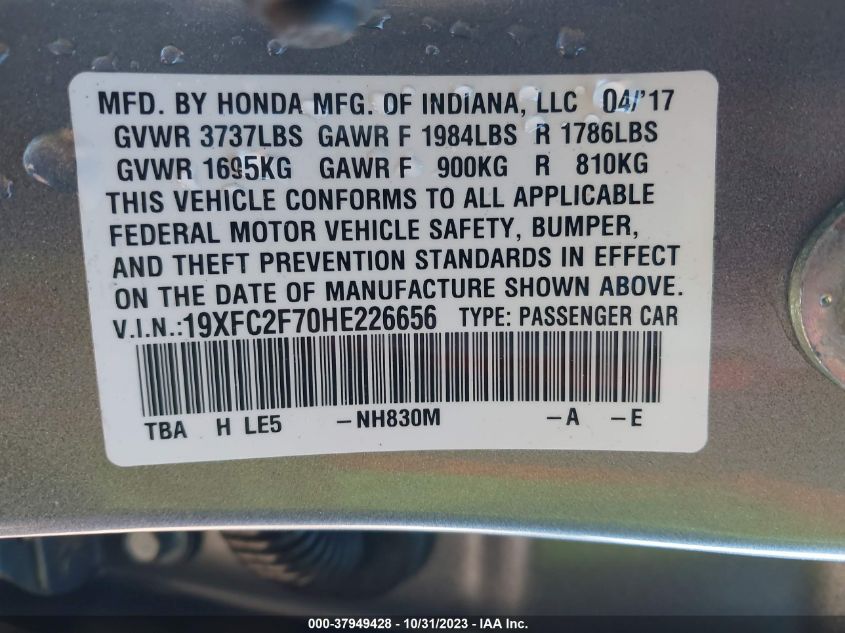 MFD. BY HONDA MFG. OF INDIANA, LLC 04/'17
GVWR 3737LBS GAWR F 1984LBS R 1786LBS
GVWR 1695KG GAWR F 900KG R 810KG
THIS VEHICLE CONFORMS TO ALL APPLICABLE
FEDERAL MOTOR VEHICLE SAFETY, BUMPER,
AND THEFT PREVENTION STANDARDS IN EFFECT
ON THE DATE OF MANUFACTURE SHOWN ABOVE.
V.I.N.:19XFC2F70HE226656 TYPE: PASSENGER CAR
TBA H LE5 -NH830M -A -E
000-37949428 - 10/31/2023 - IAA Inc.